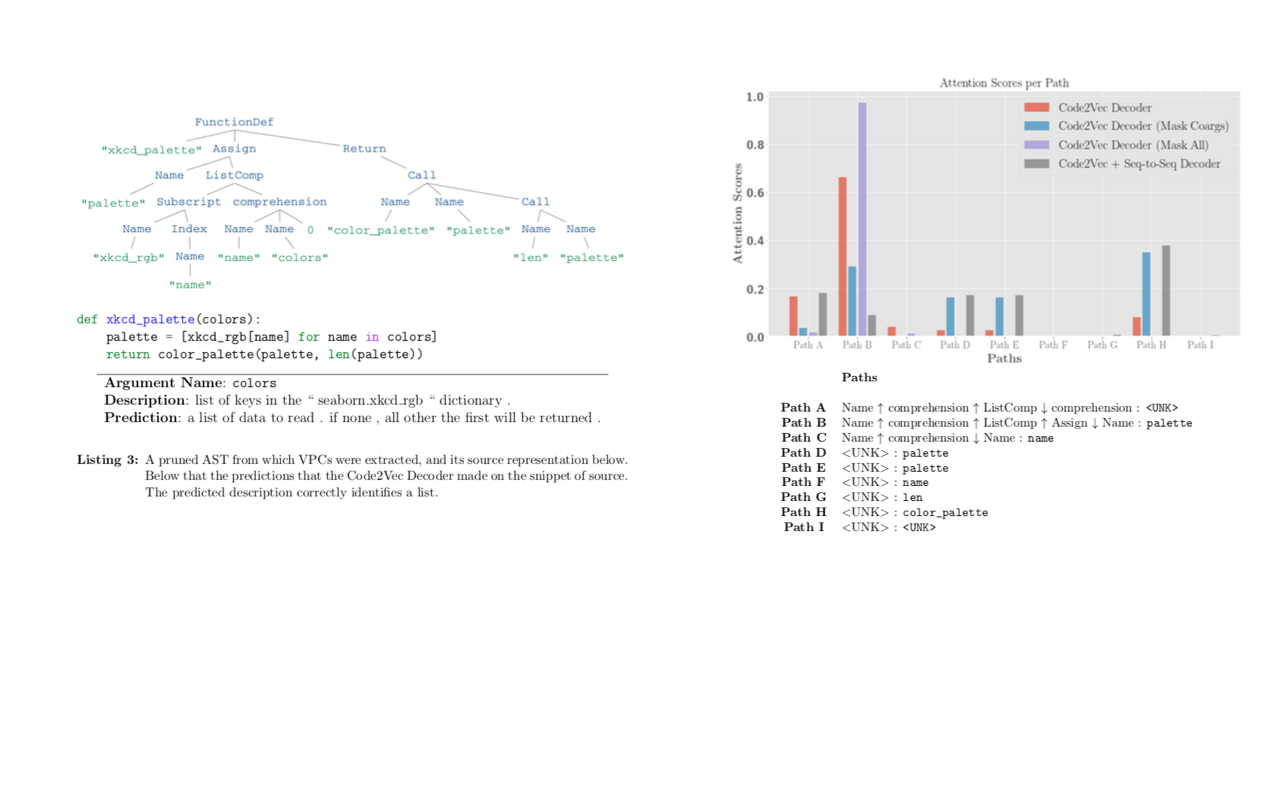 FunctionDef
"xkcd_palette" Assign Return
Name ListComp Call
"palette" Subscript comprehension Name Name Call
Name Index Name Name 0 "color_palette" "palette" Name Name
"xkcd_rgb" Name "name" "colors" "len" "palette"
"name"
def xkcd_palette(colors):
palette = [xkcd_rgb[name] for name in colors]
return color_palette(palette, len(palette))
Argument Name: colors
Description: list of keys in the “ seaborn.xkcd_rgb “ dictionary .
Prediction: a list of data to read . if none , all other the first will be returned .
Listing 3: A pruned AST from which VPCs were extracted, and its source representation below.
Below that the predictions that the Code2Vec Decoder made on the snippet of source.
The predicted description correctly identifies a list.
Attention Scores per Path
Attention Scores
1.0
0.8
0.6
0.4
0.2
0.0
Code2Vec Decoder
Code2Vec Decoder (Mask Coargs)
Code2Vec Decoder (Mask All)
Code2Vec + Seq-to-Seq Decoder
Path A Path B Path C Path D Path E Path F Path G Path H Path I
Paths
Paths
Path A Name ↑ comprehension ↑ ListComp ↓ comprehension : <UNK>
Path B Name ↑ comprehension ↑ ListComp ↑ Assign ↓ Name : palette
Path C Name ↑ comprehension ↓ Name : name
Path D <UNK> : palette
Path E <UNK> : palette
Path F <UNK> : name
Path G <UNK> : len
Path H <UNK> : color_palette
Path I <UNK> : <UNK>